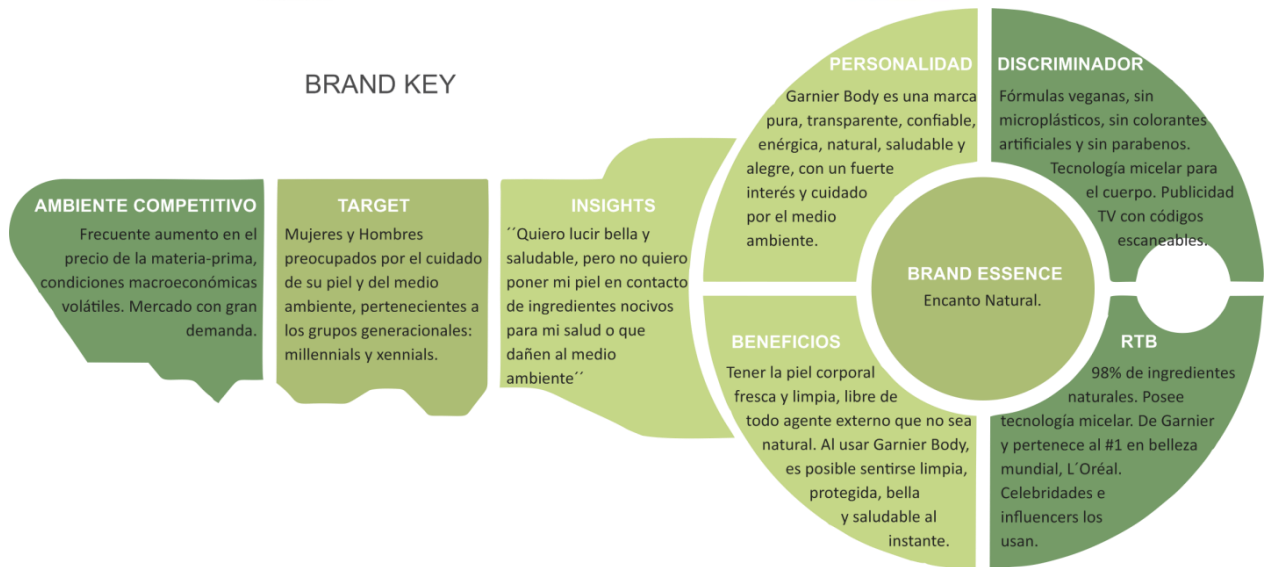 BRAND KEY
AMBIENTE COMPETITIVO
Frecuente aumento en el
precio de la materia-prima,
condiciones macroeconómicas
volátiles. Mercado con gran
demanda.
TARGET
Mujeres y Hombres
preocupados por el cuidado
de su piel y del medio
ambiente, pertenecientes a
los grupos generacionales:
millennials y xennials.
INSIGHTS
´´Quiero lucir bella y
saludable, pero no quiero
poner mi piel en contacto
de ingredientes nocivos
para mi salud o que
dañen al medio
ambiente´´
PERSONALIDAD
Garnier Body es una marca
pura, transparente, confiable,
enérgica, natural, saludable y
alegre, con un fuerte
interés y cuidado
por el medio
ambiente.
DISCRIMINADOR
Fórmulas veganas, sin
microplásticos, sin colorantes
artificiales y sin parabenos.
Tecnología micelar para
el cuerpo. Publicidad
TV con códigos
escaneables.
BRAND ESSENCE
Encanto Natural.
BENEFICIOS
Tener la piel corporal
fresca y limpia, libre de
todo agente externo que no sea
natural. Al usar Garnier Body,
es posible sentirse limpia,
protegida, bella
y saludable al
instante.
RTB
98% de ingredientes
naturales. Posee
tecnología micelar. De Garnier
y pertenece al #1 en belleza
mundial, L´Oréal.
Celebridades e
influencers los
usan.